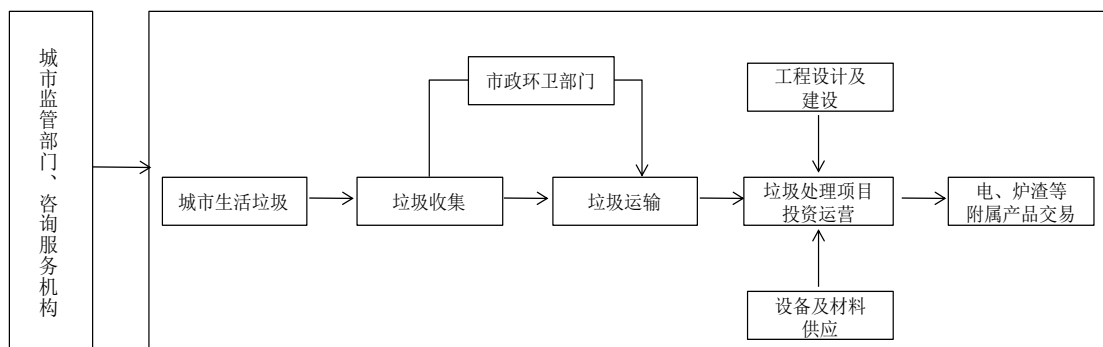 城市监管部门、咨询服务机构
市政环卫部门
工程设计及
建设
城市生活垃圾
垃圾收集
垃圾运输
垃圾处理项目
投资运营
电、炉渣等
附属产品交易
设备及材料
供应